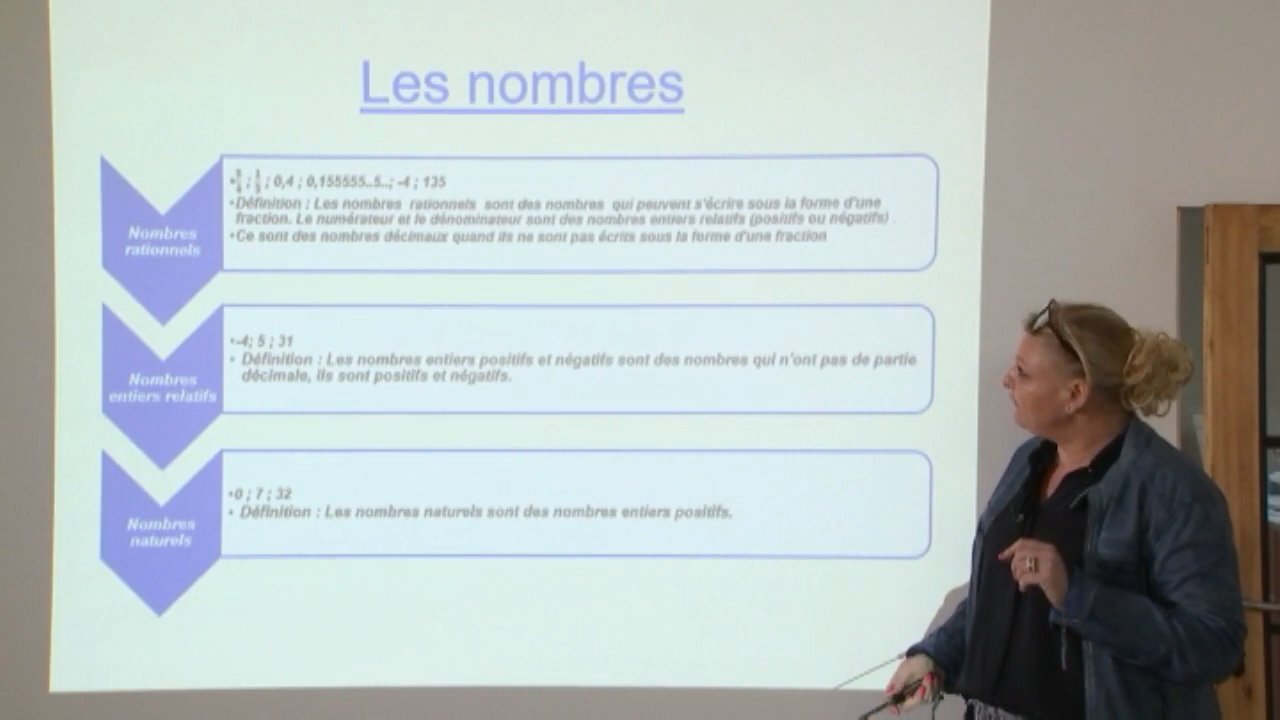 Les nombres
Nombres
rationnels
; 0,4 ; 0,155555..5..; -4 ; 135
•Définition : Les nombres rationnels sont des nombres qui peuvent s'écrire sous la forme d'une
fraction. Le numérateur et le dénominateur sont des nombres entiers relatifs (positifs ou négatifs) .
•Ce sont des nombres décimaux quand ils ne sont pas écrits sous la forme d'une fraction
Nombres
entiers relatifs
•-4; 5 ; 31
• Définition : Les nombres entiers positifs et négatifs sont des nombres qui n'ont pas de partie
décimale, ils sont positifs et négatifs.
Nombres
naturels
•0 ; 7 ; 32
• Définition : Les nombres naturels sont des nombres entiers positifs.